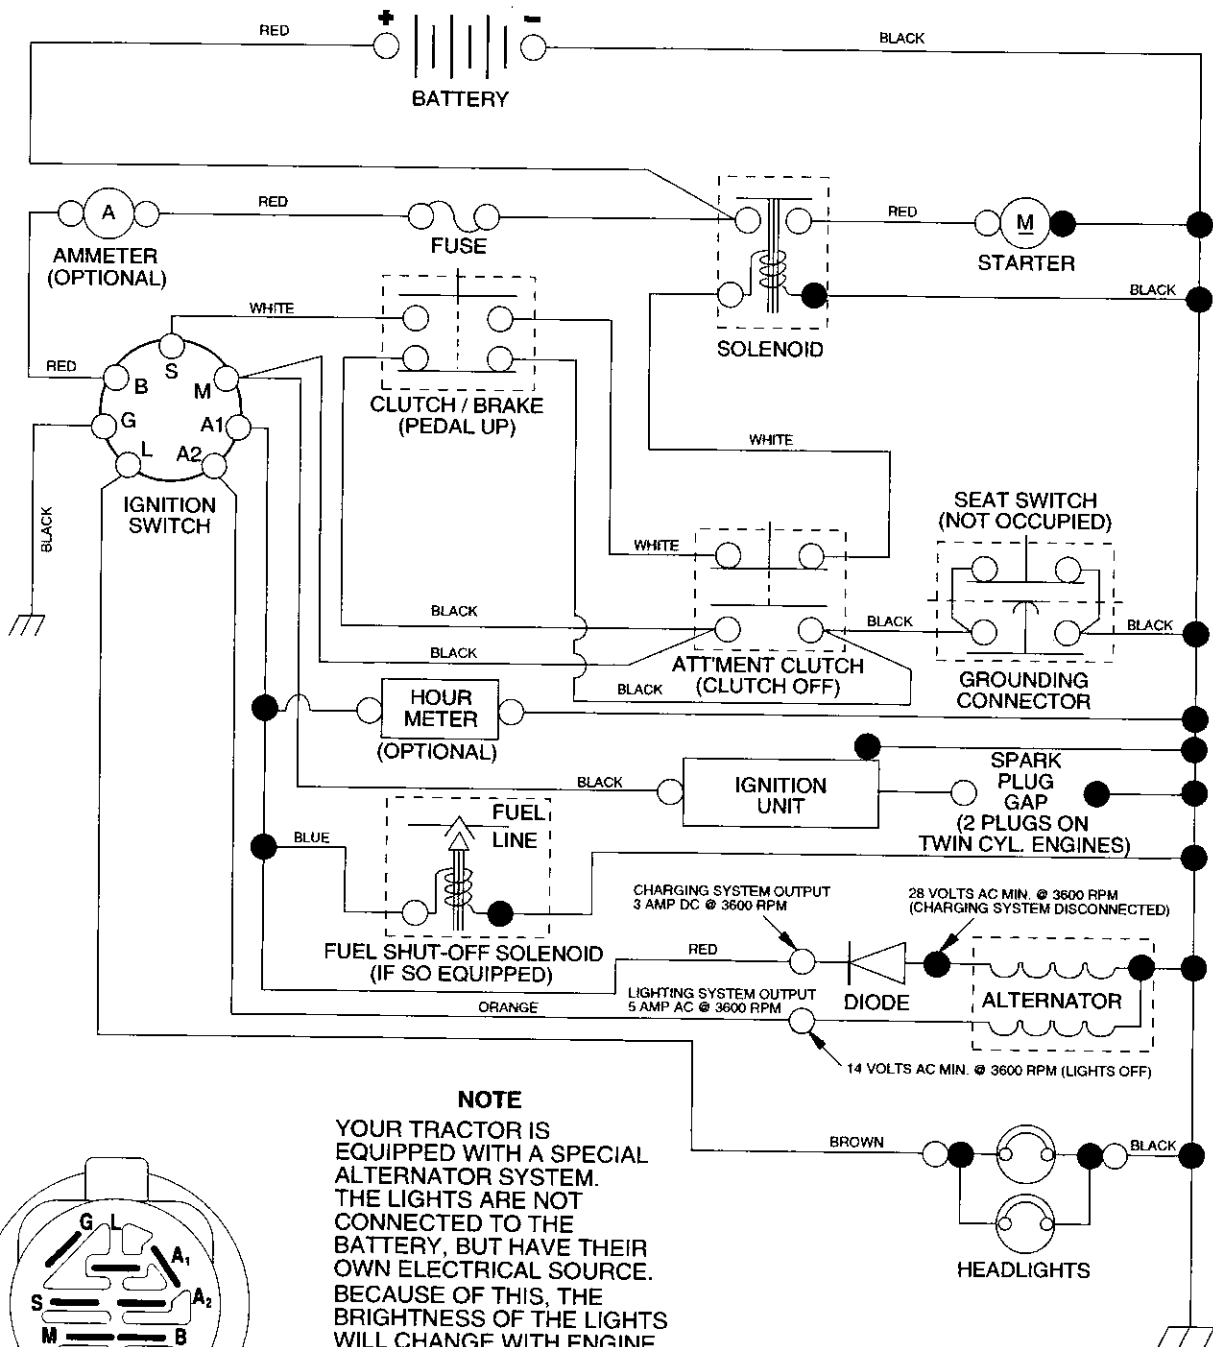 +
-
RED
BLACK
BATTERY
A
RED
FUSE
RED
M
AMMETER
(OPTIONAL)
STARTER
WHITE
BLACK
SOLENOID
RED
B
S
M
G
A1
L
A2
CLUTCH / BRAKE
(PEDAL UP)
IGNITION
SWITCH
BLACK
WHITE
SEAT SWITCH
(NOT OCCUPIED)
WHITE
BLACK
BLACK
BLACK
BLACK
ATT'MENT CLUTCH
(CLUTCH OFF)
BLACK
GROUNDING
CONNECTOR
HOUR
METER
(OPTIONAL)
BLACK
IGNITION
UNIT
SPARK
PLUG
GAP
(2 PLUGS ON
TWIN CYL. ENGINES)
FUEL
LINE
BLUE
FUEL SHUT-OFF SOLENOID
(IF SO EQUIPPED)
CHARGING SYSTEM OUTPUT
3 AMP DC @ 3600 RPM
28 VOLTS AC MIN. @ 3600 RPM
(CHARGING SYSTEM DISCONNECTED)
RED
DIODE
ALTERNATOR
LIGHTING SYSTEM OUTPUT
5 AMP AC @ 3600 RPM
ORANGE
14 VOLTS AC MIN. @ 3600 RPM (LIGHTS OFF)
BROWN
BLACK
HEADLIGHTS
NOTE
YOUR TRACTOR IS
EQUIPPED WITH A SPECIAL
ALTERNATOR SYSTEM.
THE LIGHTS ARE NOT
CONNECTED TO THE
BATTERY, BUT HAVE THEIR
OWN ELECTRICAL SOURCE.
BECAUSE OF THIS, THE
BRIGHTNESS OF THE LIGHTS
WILL CHANGE WITH ENGINE
G L
A₁
S
A₂
M
B